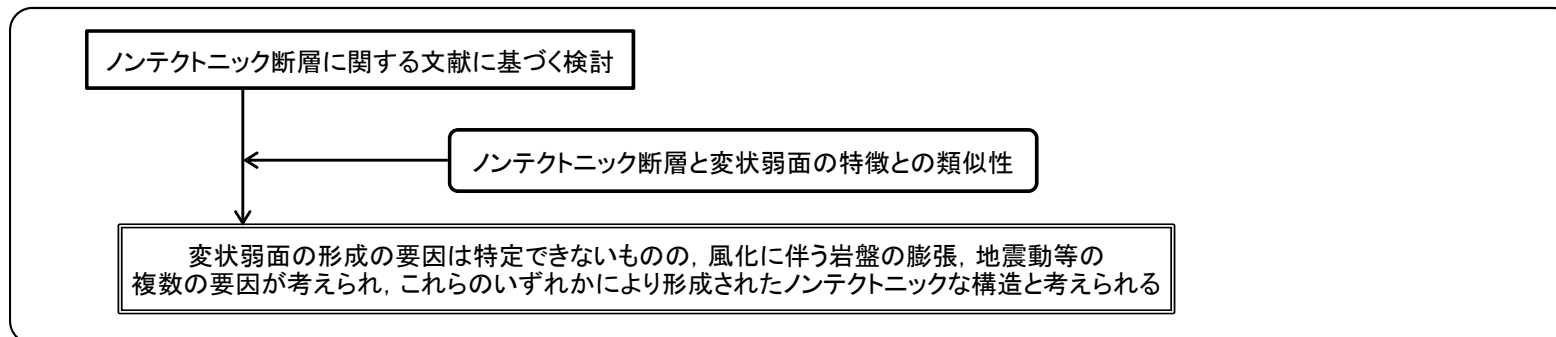 ノンテクトニック断層に関する文献に基づく検討
ノンテクトニック断層と変状弱面の特徴との類似性
変状弱面の形成の要因は特定できないものの，風化に伴う岩盤の膨張，地震動等の
複数の要因が考えられ，これらのいずれかにより形成されたノンテクトニックな構造と考えられる